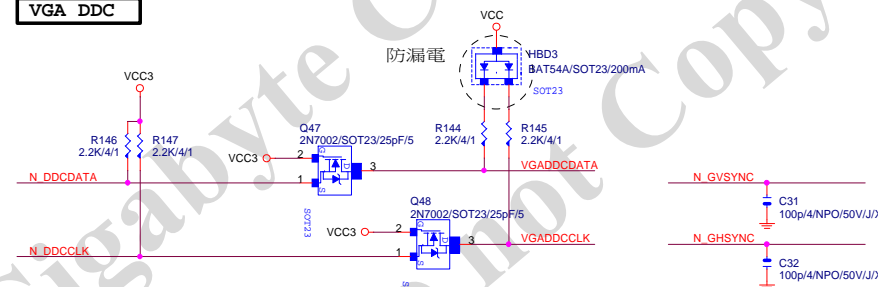 VGA DDC
VCC
防漏電
HBD3
BAT54A/SOT23/200mA
SOT23
VCC3
R146
2.2K/4/1
R147
2.2K/4/1
Q47
2N7002/SOT23/25pF/5
VCC3
2
G
D
S
3
1
SOT23
R144
2.2K/4/1
R145
2.2K/4/1
N_DDCDATA
VGADDCDATA
Q48
2N7002/SOT23/25pF/5
VCC3
2
G
D
S
3
1
S
N_DDCCLK
VGADDCCLK
N_GVSYNC
C31
100p/4/NPO/50V/J/X
N_GHSYNC
C32
100p/4/NPO/50V/J/X
Gigabyte C
not Copy